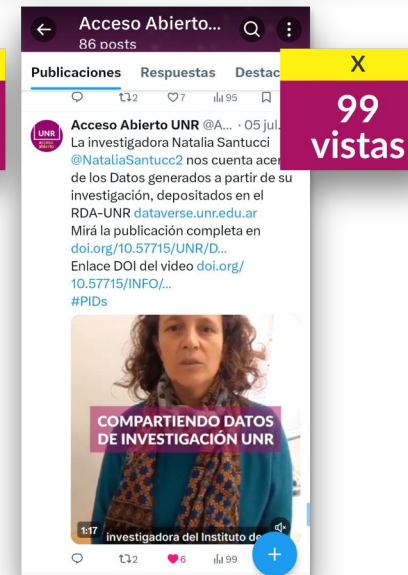 Acceso Abierto...
86 posts
Publicaciones Respuestas Destac
2 7 95
UNR
Acceso Abierto UNR @A... · 05 jul.
La investigadora Natalia Santucci
@NataliaSantucc2 nos cuenta acer
de los Datos generados a partir de su
investigación, depositados en el
RDA-UNR dataverse.unr.edu.ar
Mirá la publicación completa en
doi.org/10.57715/UNR/D...
Enlace DOI del video doi.org/
10.57715/INFO/...
#PIDs
COMPARTIENDO DATOS
DE INVESTIGACIÓN UNR
1:17
investigadora del Instituto de
2 6 99
+
X
99
vistas